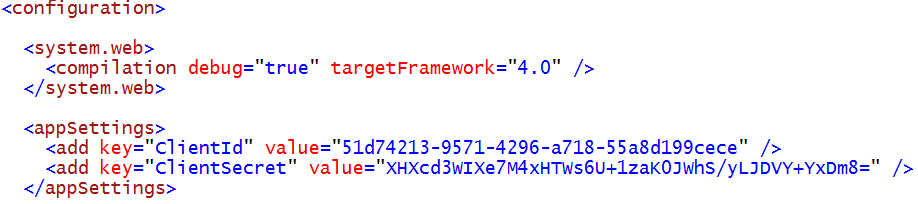 <configuration>
<system.web>
<compilation debug="true" targetFramework="4.0" />
</system.web>
<appSettings>
<add key="ClientId" value="51d74213-9571-4296-a718-55a8d199cece" />
<add key="ClientSecret" value="XHXcd3WIXe7M4xHTWs6U+1zaK0JWhS/yLJDVY+YxDm8=" />
</appSettings>